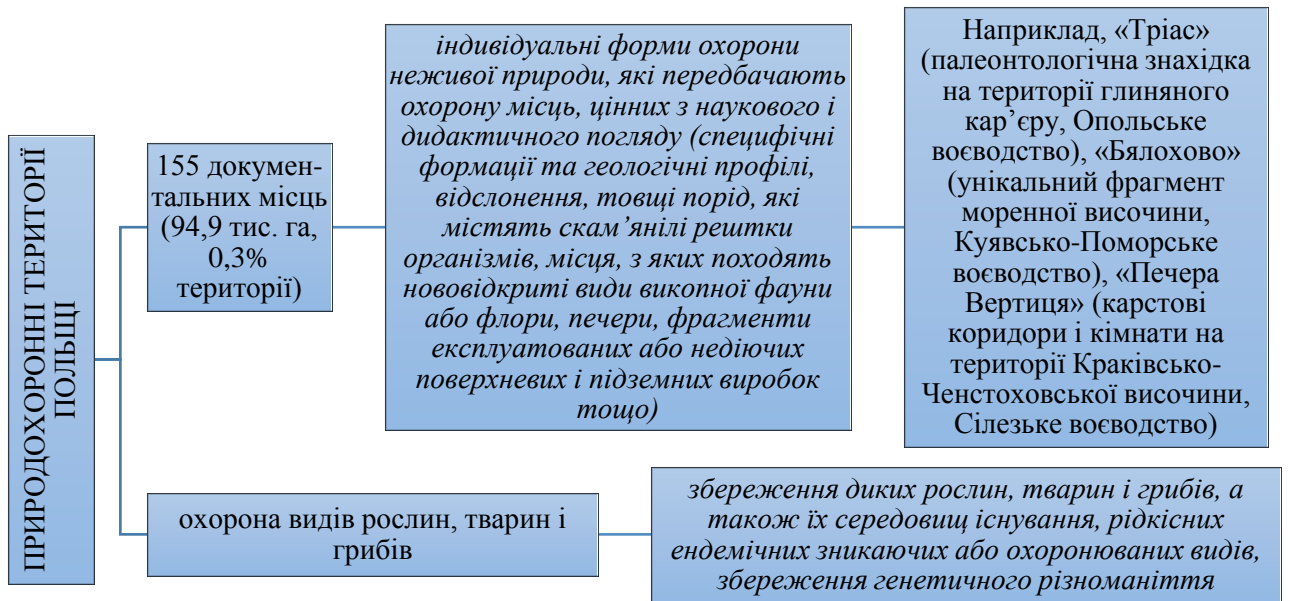 ПРИРОДОХОРОННІ ТЕРИТОРІЇ
ПОЛЬЩІ
155 докумен-
тальних місць
(94,9 тис. га,
0,3%
території)
індивідуальні форми охорони
неживої природи, які передбачають
охорону місць, цінних з наукового і
дидактичного погляду (специфічні
формації та геологічні профілі,
відслонення, товщі порід, які
містять скам’янілі рештки
організмів, місця, з яких походять
нововідкриті види викопної фауни
або флори, печери, фрагменти
експлуатованих або недіючих
поверхневих і підземних виробок
тощо)
Наприклад, «Тріас»
(палеонтологічна знахідка
на території глиняного
кар’єру, Опольське
воєводство), «Бялохово»
(унікальний фрагмент
моренної височини,
Куявсько-Поморське
воєводство), «Печера
Вертиця» (карстові
коридори і кімнати на
території Краківсько-
Ченстоховської височини,
Сілезьке воєводство)
охорона видів рослин, тварин і
грибів
збереження диких рослин, тварин і грибів, а
також їх середовищ існування, рідкісних
ендемічних зникаючих або охоронюваних видів,
збереження генетичного різноманіття